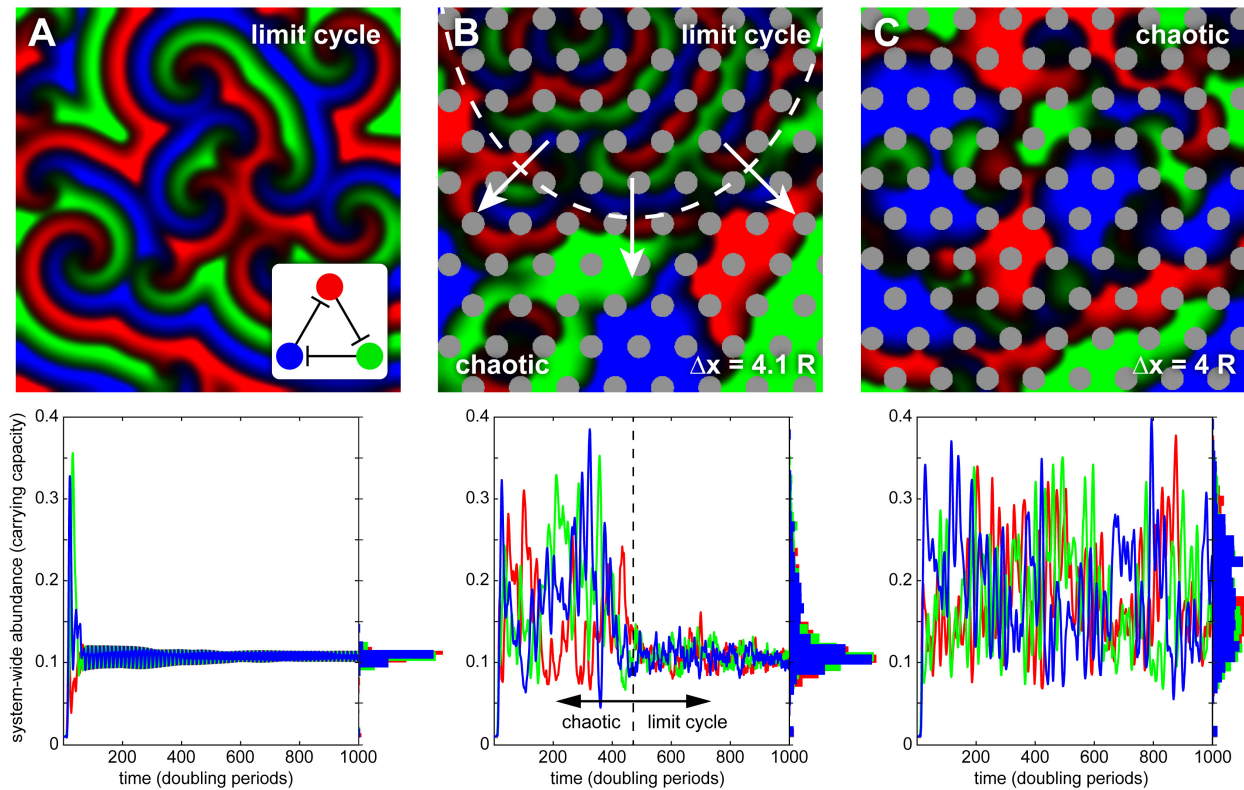 A
limit cycle
B
limit cycle
chaotic
Δx = 4.1 R
C
chaotic
Δx = 4 R
system-wide abundance (carrying capacity)
0.4
0.3
0.2
0.1
0
200
400
600
800
1000
time (doubling periods)
0.4
0.3
0.2
0.1
0
chaotic
limit cycle
200
400
600
800
1000
time (doubling periods)
0.4
0.3
0.2
0.1
0
200
400
600
800
1000
time (doubling periods)